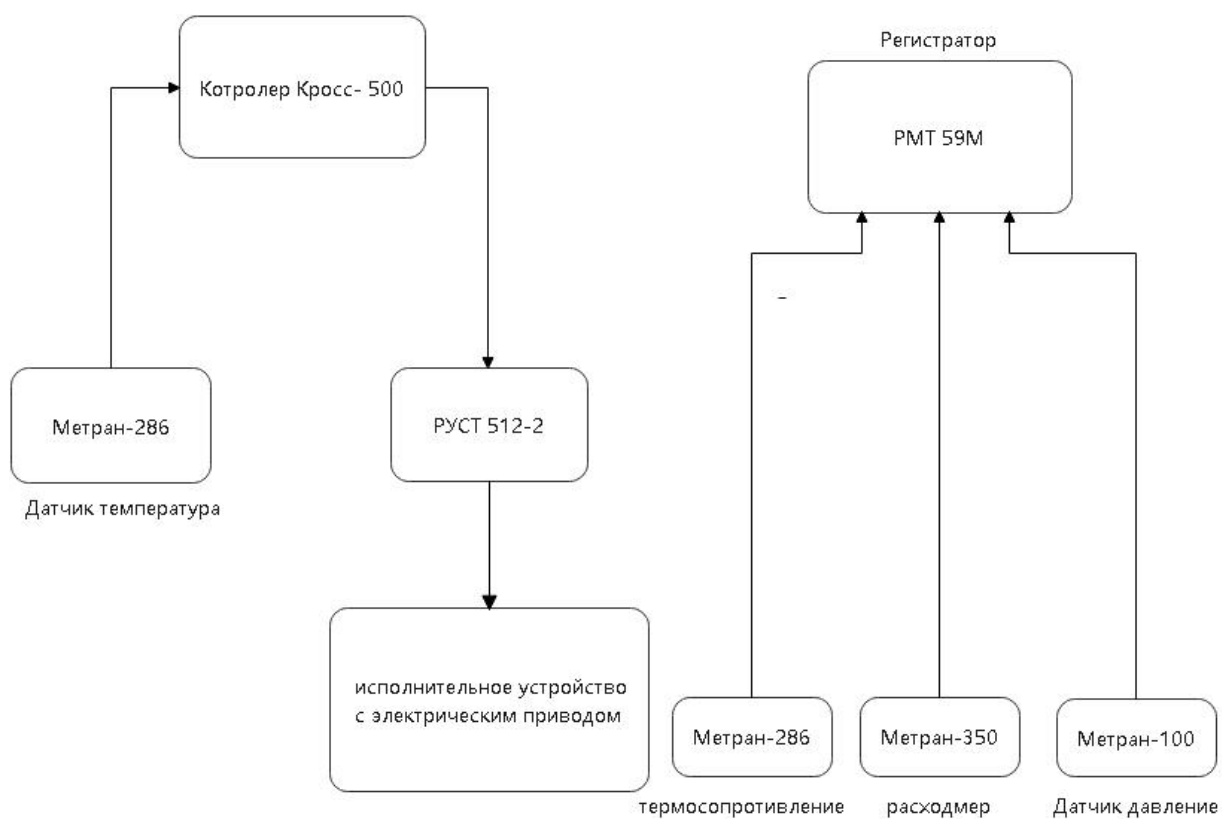 Котролер Кросс- 500
Метран-286
Датчик температура
РУСТ 512-2
исполнительное устройство
с электрическим приводом
Регистратор
РМТ 59М
Метран-286
термосопротивление
Метран-350
расходмер
Метран-100
Датчик давление